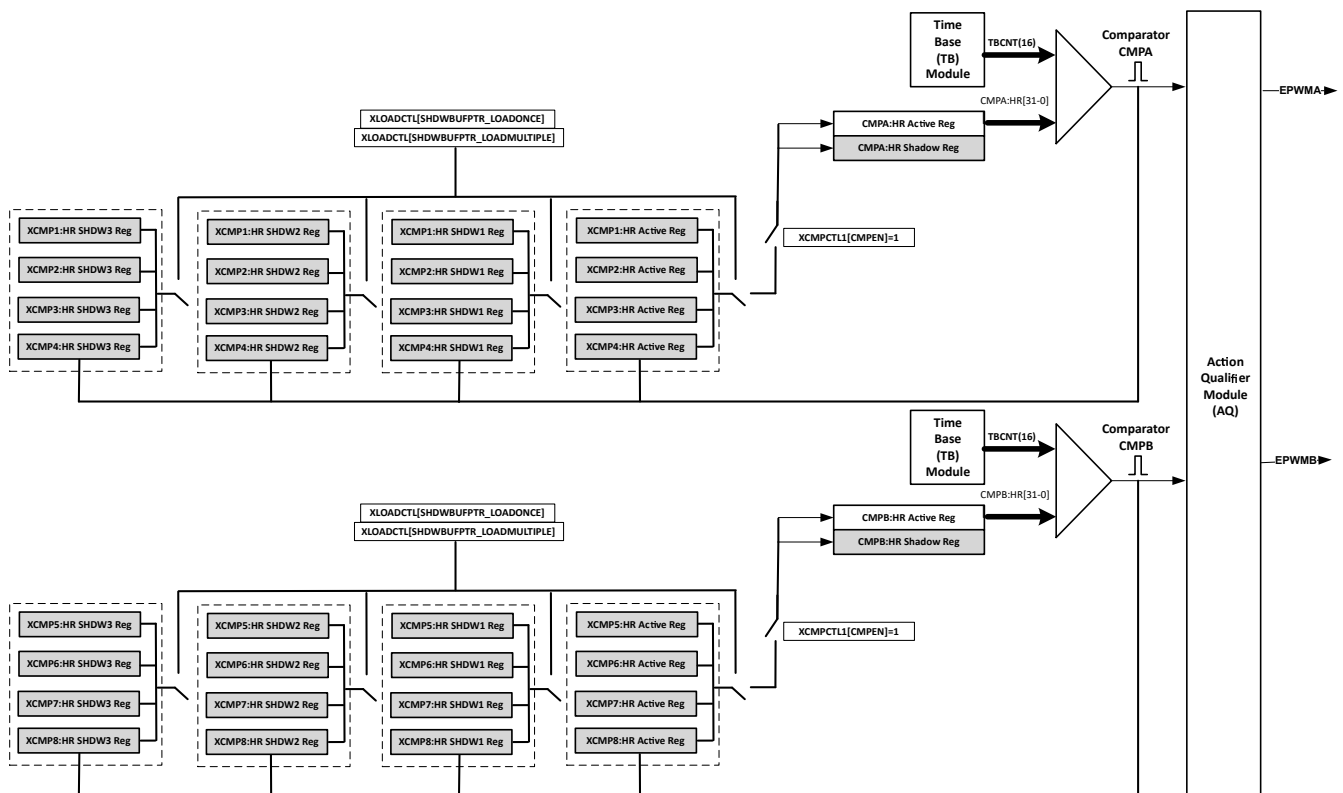 Time
Base
(TB)
Module
TBCNT(16)
Comparator
CMPA
CMPA:HR[31-0]
EPWMA
XLOADCTL[SHDWBUFPTR_LOADONCE]
XLOADCTL[SHDWBUFPTR_LOADMULTIPLE]
CMPA:HR Active Reg
CMPA:HR Shadow Reg
XCMP1:HR SHDW3 Reg
XCMP2:HR SHDW3 Reg
XCMP3:HR SHDW3 Reg
XCMP4:HR SHDW3 Reg
XCMP1:HR SHDW2 Reg
XCMP2:HR SHDW2 Reg
XCMP3:HR SHDW2 Reg
XCMP4:HR SHDW2 Reg
XCMP1:HR SHDW1 Reg
XCMP2:HR SHDW1 Reg
XCMP3:HR SHDW1 Reg
XCMP4:HR SHDW1 Reg
XCMP1:HR Active Reg
XCMP2:HR Active Reg
XCMP3:HR Active Reg
XCMP4:HR Active Reg
XCMPCTL1[CMPEN]=1
Action
Qualifier
Module
(AQ)
Time
Base
(TB)
Module
TBCNT(16)
Comparator
CMPB
CMPB:HR[31-0]
EPWMB
XLOADCTL[SHDWBUFPTR_LOADONCE]
XLOADCTL[SHDWBUFPTR_LOADMULTIPLE]
CMPB:HR Active Reg
CMPB:HR Shadow Reg
XCMP5:HR SHDW3 Reg
XCMP6:HR SHDW3 Reg
XCMP7:HR SHDW3 Reg
XCMP8:HR SHDW3 Reg
XCMP5:HR SHDW2 Reg
XCMP6:HR SHDW2 Reg
XCMP7:HR SHDW2 Reg
XCMP8:HR SHDW2 Reg
XCMP5:HR SHDW1 Reg
XCMP6:HR SHDW1 Reg
XCMP7:HR SHDW1 Reg
XCMP8:HR SHDW1 Reg
XCMP5:HR Active Reg
XCMP6:HR Active Reg
XCMP7:HR Active Reg
XCMP8:HR Active Reg
XCMPCTL1[CMPEN]=1